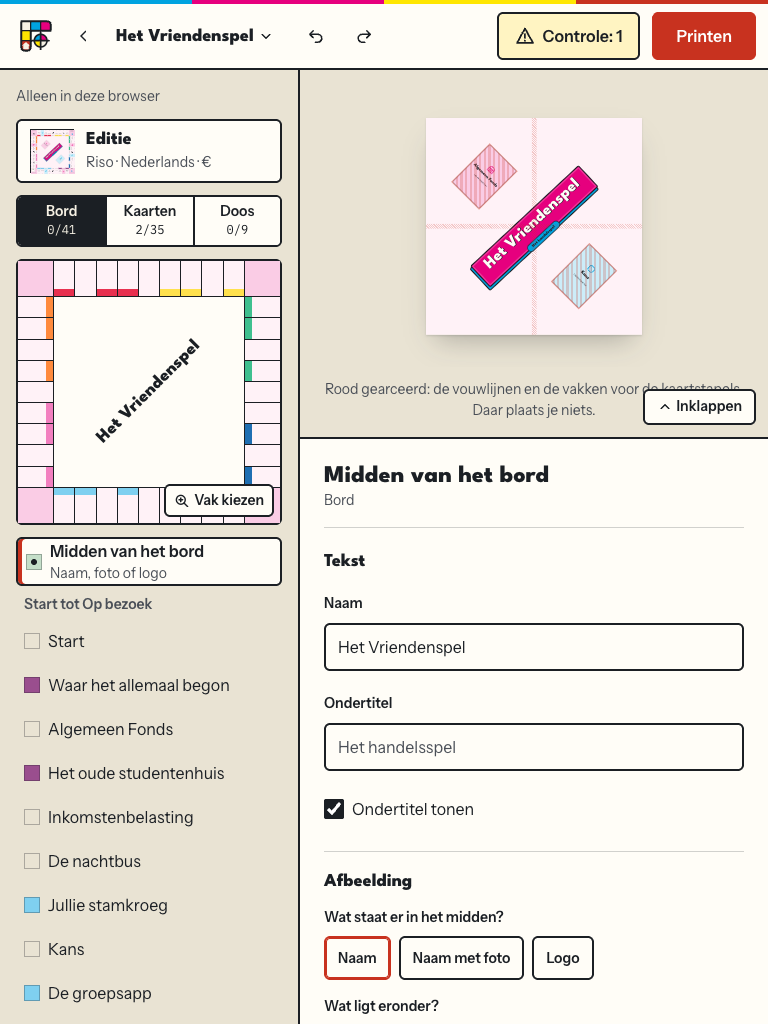 Het Vriendenspel
Controle: 1
Printen
Alleen in deze browser
Editie
Riso · Nederlands · €
Bord
0/41
Kaarten
2/35
Doos
0/9
Het Vriendenspel
Vak kiezen
Midden van het bord
Naam, foto of logo
Start tot Op bezoek
Start
Waar het allemaal begon
Algemeen Fonds
Het oude studentenhuis
Inkomstenbelasting
De nachtbus
Jullie stamkroeg
Kans
De groepsapp
Algemeen Fonds
Het Vriendenspel
Kans
Rood gearceerd: de vouwlijnen en de vakken voor de kaartstapels.
Daar plaats je niets.
Inklappen
Midden van het bord
Bord
Tekst
Naam
Het Vriendenspel
Ondertitel
Het handelsspel
Ondertitel tonen
Afbeelding
Wat staat er in het midden?
Naam
Naam met foto
Logo
Wat ligt eronder?